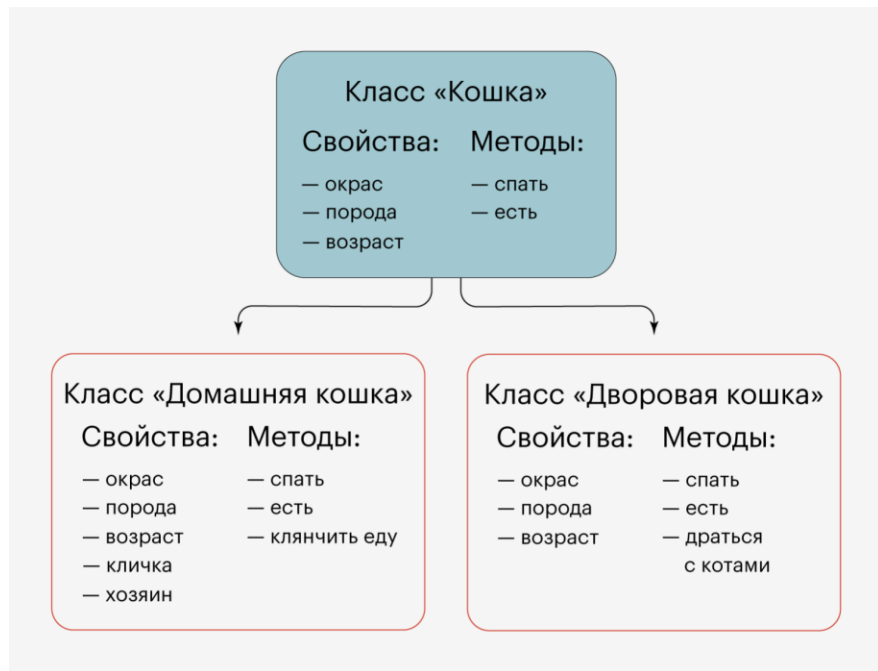 Класс «Кошка»
Свойства:
— окрас
— порода
— возраст
Методы:
— спать
— есть
Класс «Домашняя кошка»
Свойства:
— окрас
— порода
— возраст
— кличка
— хозяин
Методы:
— спать
— есть
— клянчить еду
Класс «Дворовая кошка»
Свойства:
— окрас
— порода
— возраст
Методы:
— спать
— есть
— драться
с котами